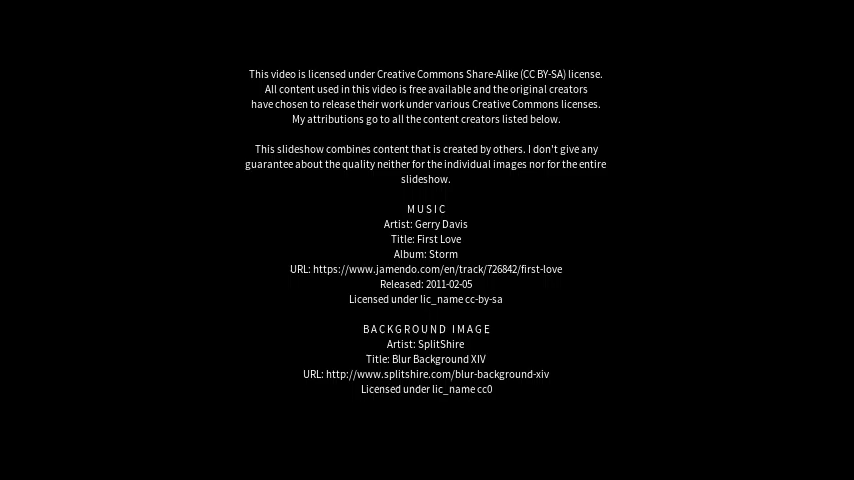 This video is licensed under Creative Commons Share-Alike (CC BY-SA) license.
All content used in this video is free available and the original creators
have chosen to release their work under various Creative Commons licenses.
My attributions go to all the content creators listed below.
This slideshow combines content that is created by others. I don't give any
guarantee about the quality neither for the individual images nor for the entire
slideshow.
MUSIC
Artist: Gerry Davis
Title: First Love
Album: Storm
URL: https://www.jamendo.com/en/track/726842/first-love
Released: 2011-02-05
Licensed under lic_name cc-by-sa
BACKGROUND IMAGE
Artist: SplitShire
Title: Blur Background XIV
URL: http://www.splitshire.com/blur-background-xiv
Licensed under lic_name cc0